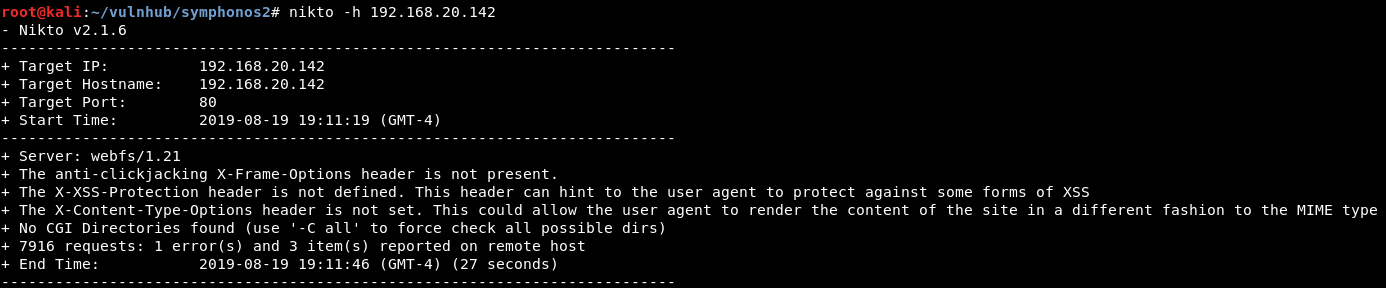 root@kali:~/vulnhub/symphonos2# nikto -h 192.168.20.142
- Nikto v2.1.6
---------------------------------------------------------------------------
+ Target IP:          192.168.20.142
+ Target Hostname:    192.168.20.142
+ Target Port:        80
+ Start Time:         2019-08-19 19:11:19 (GMT-4)
---------------------------------------------------------------------------
+ Server: webfs/1.21
+ The anti-clickjacking X-Frame-Options header is not present.
+ The X-XSS-Protection header is not defined. This header can hint to the user agent to protect against some forms of XSS
+ The X-Content-Type-Options header is not set. This could allow the user agent to render the content of the site in a different fashion to the MIME type
+ No CGI Directories found (use '-C all' to force check all possible dirs)
+ 7916 requests: 1 error(s) and 3 item(s) reported on remote host
+ End Time:           2019-08-19 19:11:46 (GMT-4) (27 seconds)
---------------------------------------------------------------------------